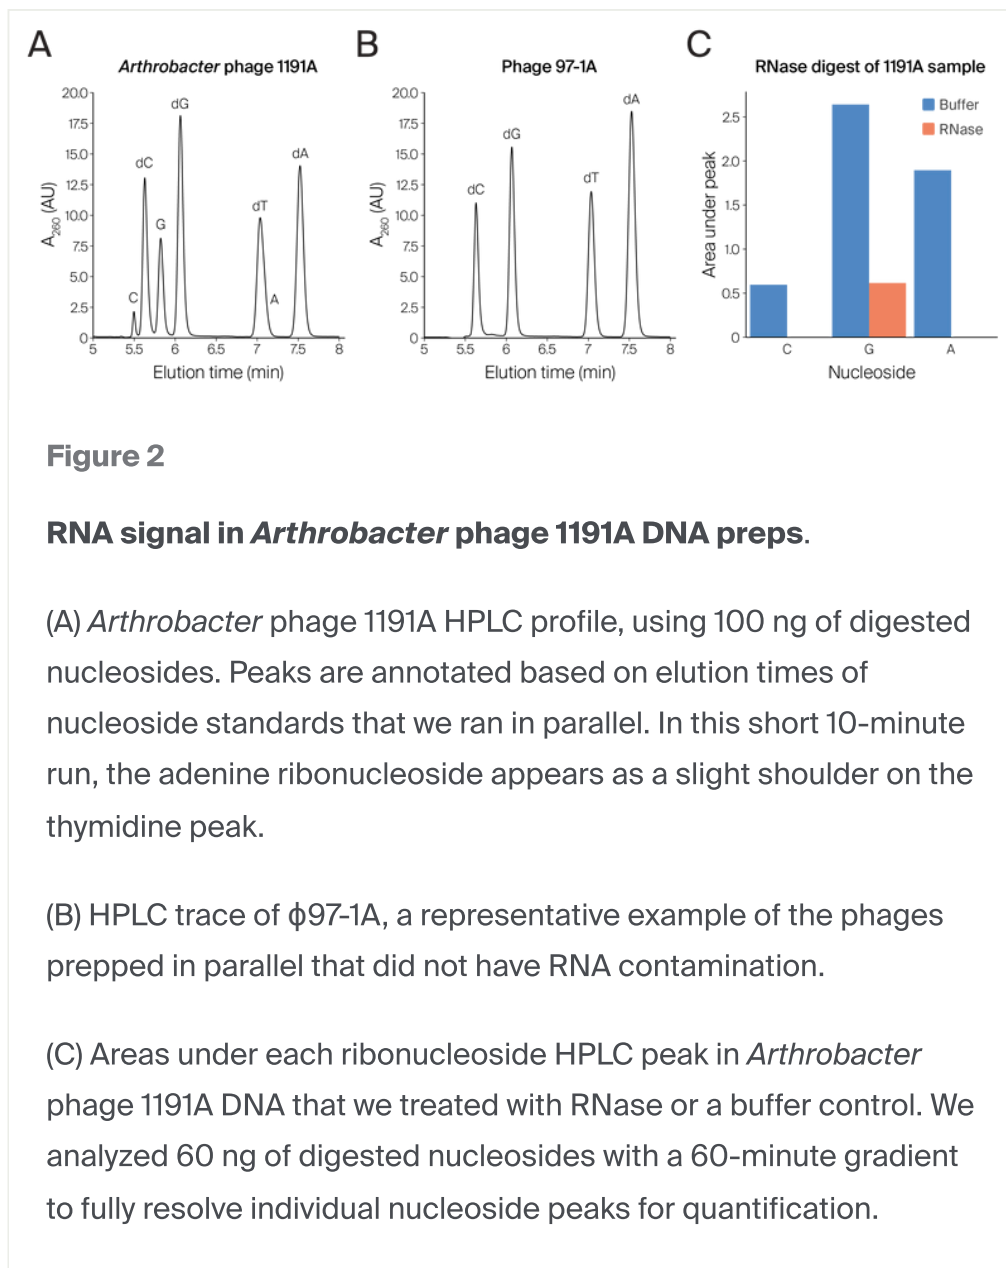 A
Arthrobacter phage 1191A
20.0
17.5
15.0
12.5
10.0
7.5
5.0
2.5
0
A260 (AU)
dC
C
G
dG
dT
A
dA
5
5.5
6
6.5
7
7.5
8
Elution time (min)
B
Phage 97-1A
20.0
17.5
15.0
12.5
10.0
7.5
5.0
2.5
0
A260 (AU)
dC
dG
dT
dA
5
5.5
6
6.5
7
7.5
8
Elution time (min)
C
RNase digest of 1191A sample
Buffer
RNase
2.5
2.0
1.5
1.0
0.5
0
Area under peak
C
G
A
Nucleoside
Figure 2
RNA signal in Arthrobacter phage 1191A DNA preps.
(A) Arthrobacter phage 1191A HPLC profile, using 100 ng of digested
nucleosides. Peaks are annotated based on elution times of
nucleoside standards that we ran in parallel. In this short 10-minute
run, the adenine ribonucleoside appears as a slight shoulder on the
thymidine peak.
(B) HPLC trace of ϕ97-1A, a representative example of the phages
prepped in parallel that did not have RNA contamination.
(C) Areas under each ribonucleoside HPLC peak in Arthrobacter
phage 1191A DNA that we treated with RNase or a buffer control. We
analyzed 60 ng of digested nucleosides with a 60-minute gradient
to fully resolve individual nucleoside peaks for quantification.